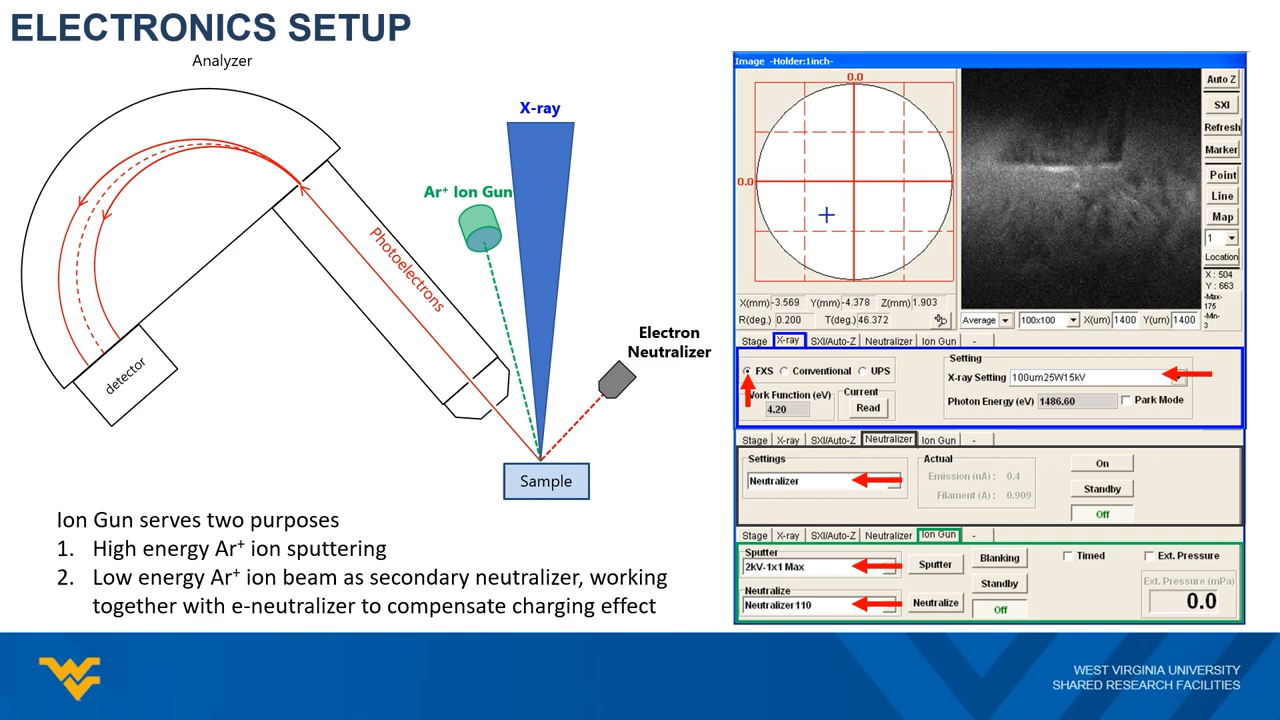 ELECTRONICS SETUP
Analyzer
X-ray
Ar⁺ Ion Gun
Photoelectrons
Electron
Neutralizer
detector
Sample
Ion Gun serves two purposes
1. High energy Ar⁺ ion sputtering
2. Low energy Ar⁺ ion beam as secondary neutralizer, working
together with e-neutralizer to compensate charging effect
Image -Holder:1inch-
0.0
0.0
X(mm) -3.569 Y(mm) -4.378 Z(mm) 1.903
R(deg.) 0.200 T(deg.) 46.372
Auto Z
SXI
Refresh
Marker
Point
Line
Map
1
Location
X : 504
Y : 663
-Max-
175
-Min-
3
Average 100x100 X(um) 1400 Y(um) 1400
Stage X-ray SXI/Auto-Z Neutralizer Ion Gun -
FXS Conventional UPS
Work Function (eV)
4.20
Current
Read
Setting
X-ray Setting 100um25W15kV
Photon Energy (eV) 1486.60 Park Mode
Stage X-ray SXI/Auto-Z Neutralizer Ion Gun -
Settings
Neutralizer
Actual
Emission (uA) : 0.4
Filament (A) : 0.909
On
Standby
Off
Stage X-ray SXI/Auto-Z Neutralizer Ion Gun -
Sputter
2kV-1x1 Max
Sputter
Neutralize
Neutralizer110
Neutralize
Blanking
Standby
Off
Timed
Ext. Pressure
Ext. Pressure (mPa)
0.0
WV
WEST VIRGINIA UNIVERSITY
SHARED RESEARCH FACILITIES